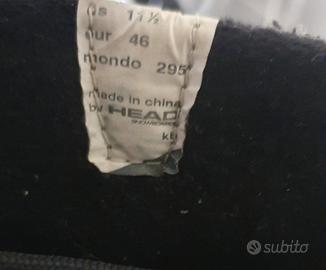 us 11½
eur 46
mondo 295
made in china
by HEAD
subito